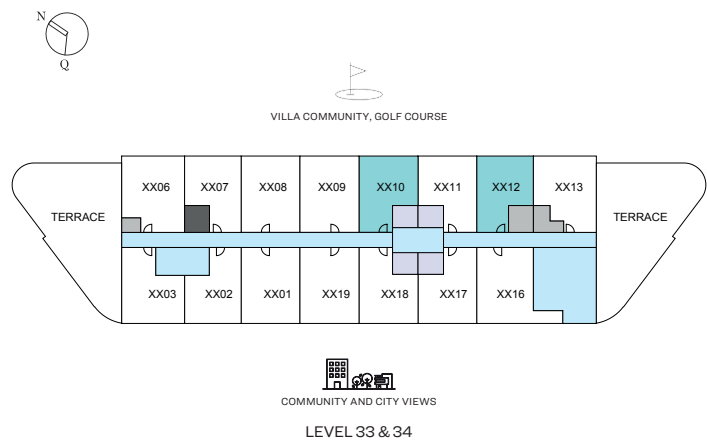 N
Q
VILLA COMMUNITY, GOLF COURSE
XX06 XX07 XX08 XX09 XX10 XX11 XX12 XX13
TERRACE TERRACE
XX03 XX02 XX01 XX19 XX18 XX17 XX16
COMMUNITY AND CITY VIEWS
LEVEL 33 & 34